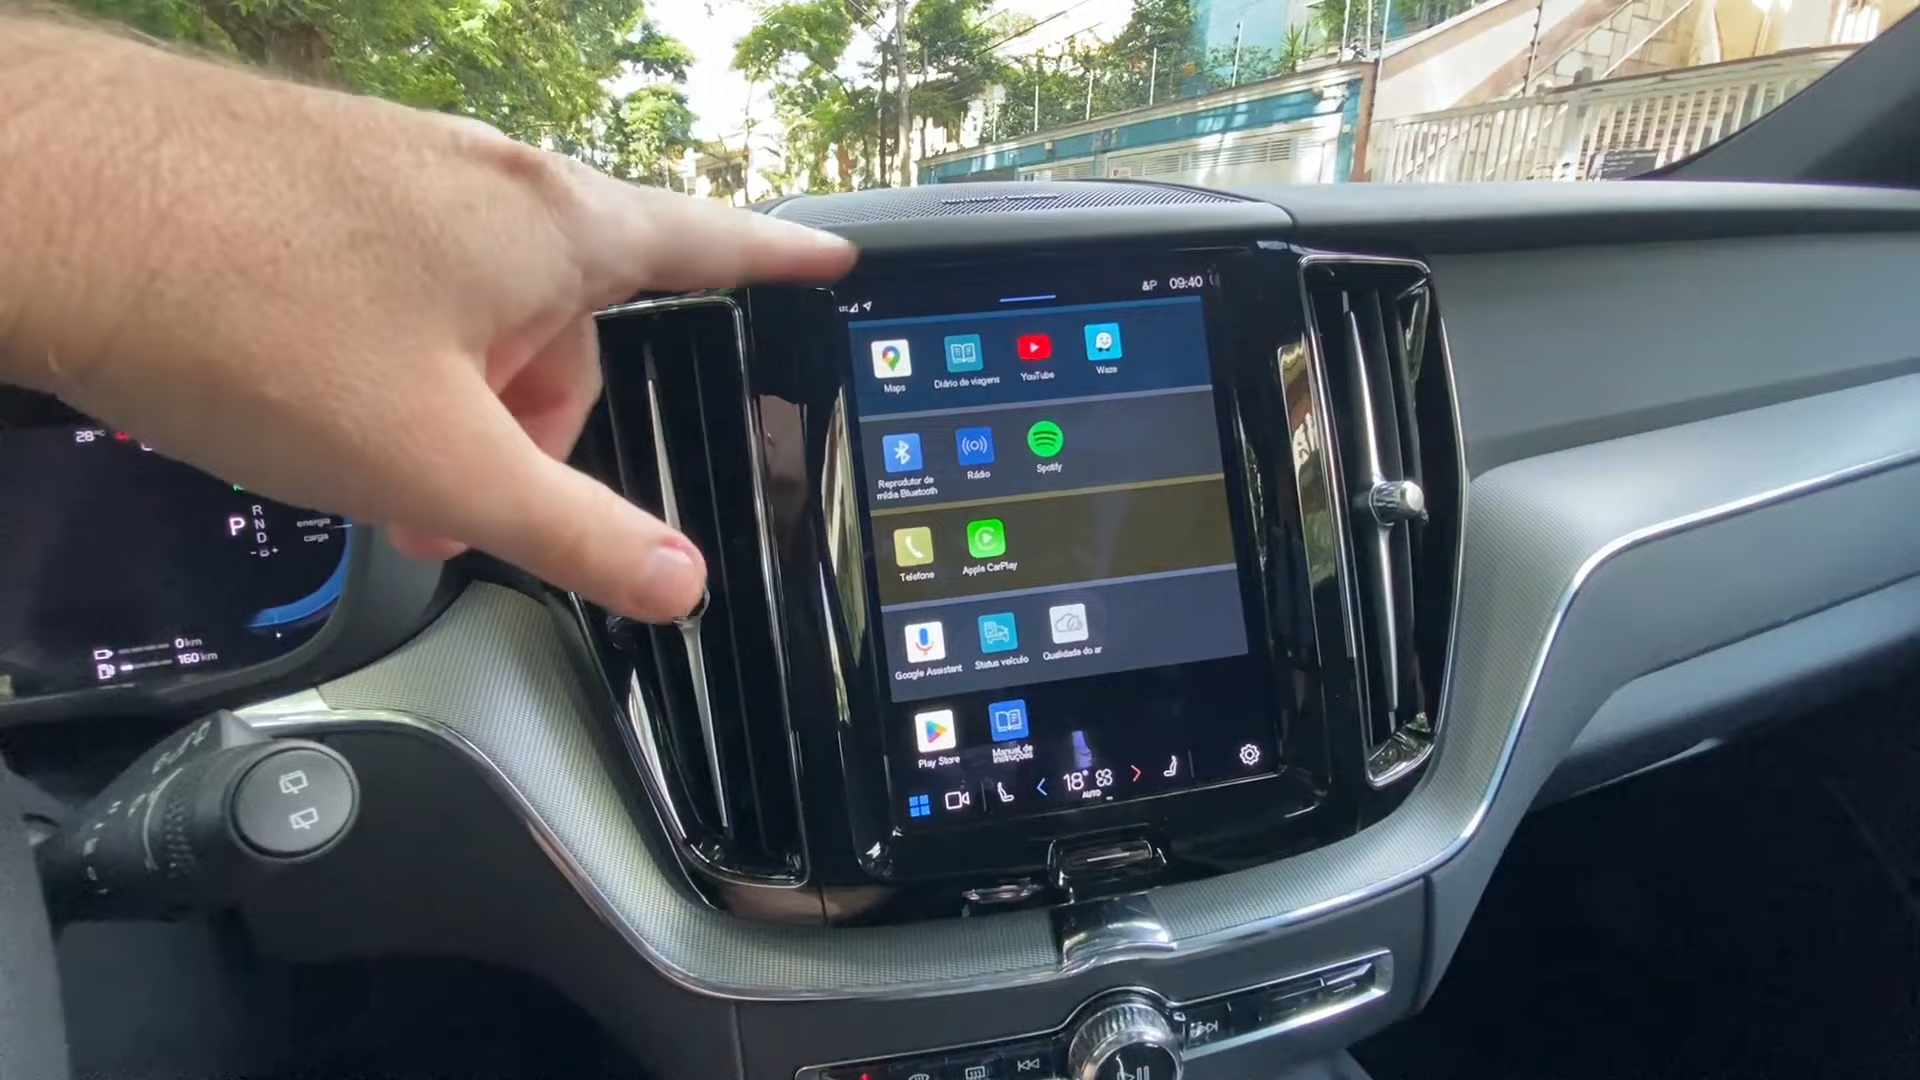 09:40
Maps
Diário de viagens
YouTube
Waze
Reprodutor de
mídia Bluetooth
Rádio
Spotify
Telefone
Apple CarPlay
Google Assistant
Status veículo
Qualidade do ar
Play Store
Manual de
instruções
18°
AUTO
28°C
P
R
N
D
B
energia
carga
0 km
160 km